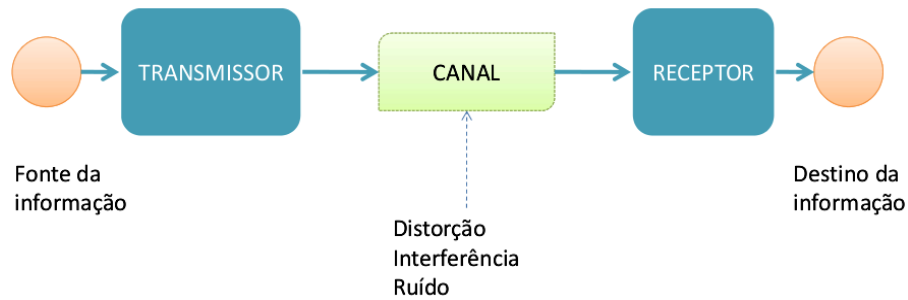 TRANSMISSOR
CANAL
RECEPTOR
Fonte da
informação
Destino da
informação
Distorção
Interferência
Ruído